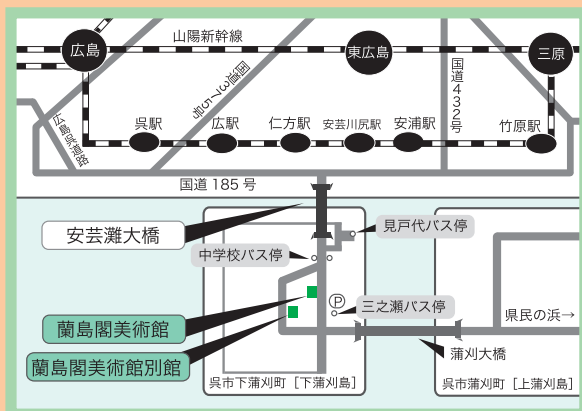 山陽新幹線
広島
東広島
三原
国道375号
国道432号
広島呉道路
呉駅
広駅
仁方駅
安芸川尻駅
安浦駅
竹原駅
国道 185 号
安芸灘大橋
見戸代バス停
中学校バス停
P
三之瀬バス停
県民の浜→
蘭島閣美術館
蘭島閣美術館別館
蒲刈大橋
呉市下蒲刈町［下蒲刈島］
呉市蒲刈町［上蒲刈島］